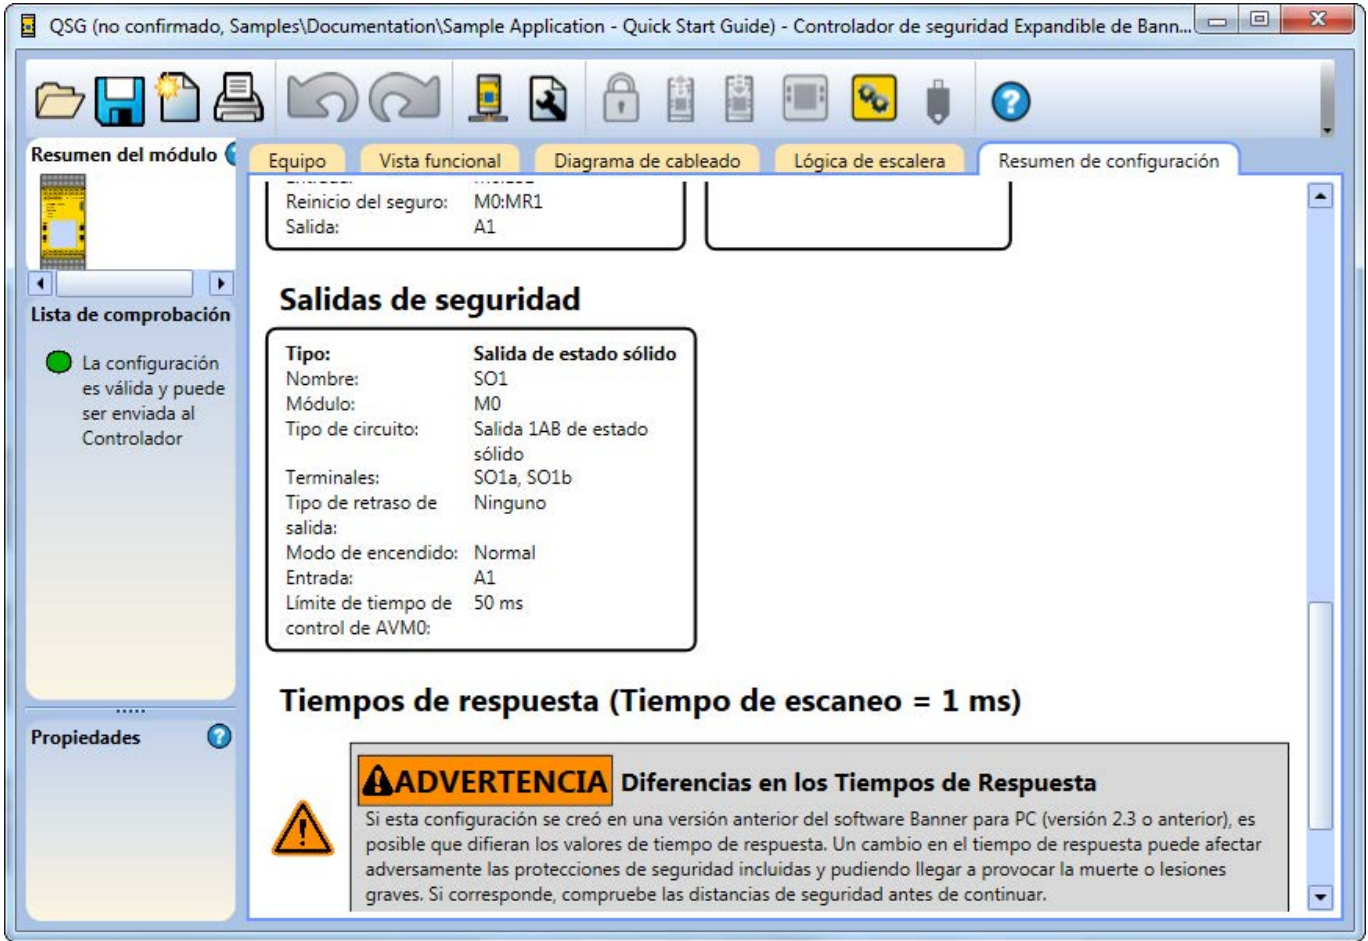 QSG (no confirmado, Samples\Documentation\Sample Application - Quick Start Guide) - Controlador de seguridad Expandible de Bann...
Resumen del módulo
Equipo Vista funcional Diagrama de cableado Lógica de escalera Resumen de configuración
Reinicio del seguro: M0:MR1
Salida: A1
Lista de comprobación
La configuración
es válida y puede
ser enviada al
Controlador
Propiedades
Salidas de seguridad
Tipo: Salida de estado sólido
Nombre: SO1
Módulo: M0
Tipo de circuito: Salida 1AB de estado
sólido
Terminales: SO1a, SO1b
Tipo de retraso de Ninguno
salida:
Modo de encendido: Normal
Entrada: A1
Límite de tiempo de 50 ms
control de AVM0:
Tiempos de respuesta (Tiempo de escaneo = 1 ms)
ADVERTENCIA Diferencias en los Tiempos de Respuesta
Si esta configuración se creó en una versión anterior del software Banner para PC (versión 2.3 o anterior), es
posible que difieran los valores de tiempo de respuesta. Un cambio en el tiempo de respuesta puede afectar
adversamente las protecciones de seguridad incluidas y pudiendo llegar a provocar la muerte o lesiones
graves. Si corresponde, compruebe las distancias de seguridad antes de continuar.